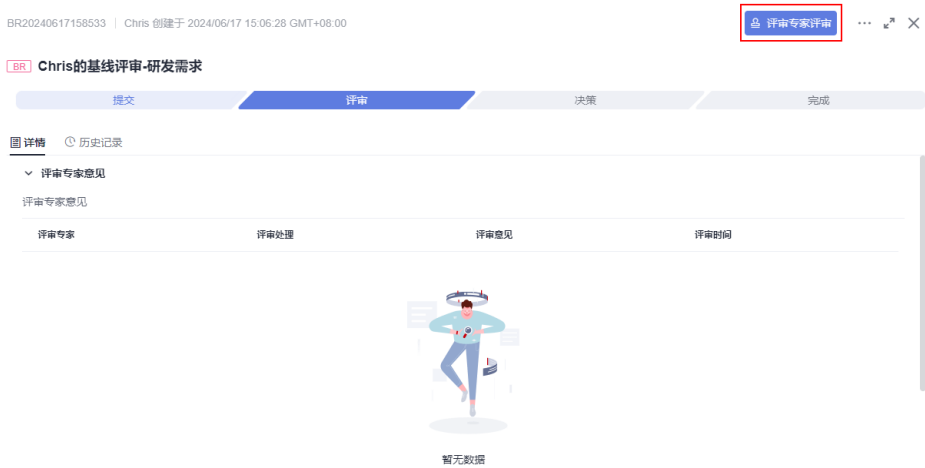 BR20240617158533 Chris 创建于 2024/06/17 15:06:28 GMT+08:00 评审专家评审
BR Chris的基线评审-研发需求
提交 评审 决策 完成
详情 历史记录
评审专家意见
评审专家意见
评审专家 评审处理 评审意见 评审时间
暂无数据